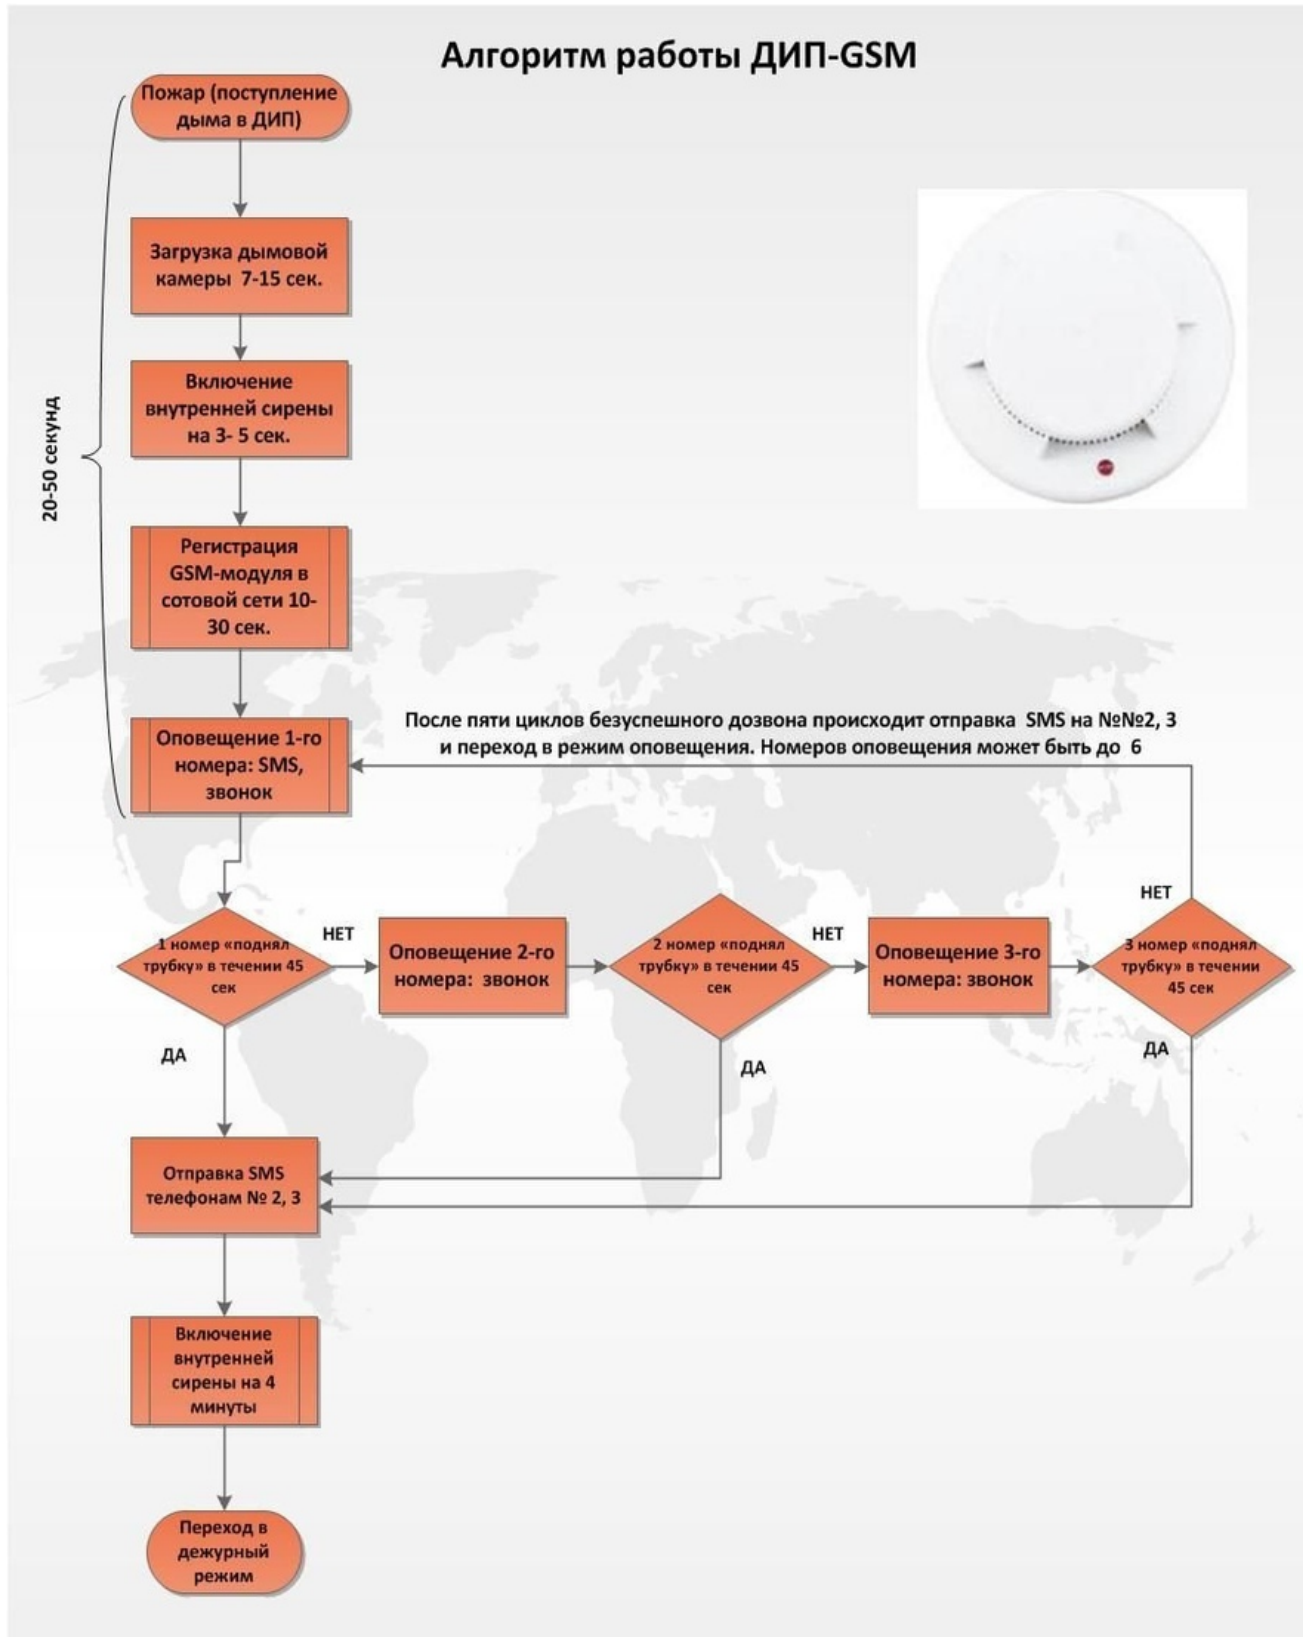 Алгоритм работы ДИП-GSM
Пожар (поступление
дыма в ДИП)
Загрузка дымовой
камеры 7-15 сек.
Включение
внутренней сирены
на 3- 5 сек.
20-50 секунд
Регистрация
GSM-модуля в
сотовой сети 10-
30 сек.
Оповещение 1-го
номера: SMS,
звонок
После пяти циклов безуспешного дозвона происходит отправка SMS на №№2, 3
и переход в режим оповещения. Номеров оповещения может быть до 6
1 номер «поднял
трубку» в течении 45
сек
НЕТ
Оповещение 2-го
номера: звонок
2 номер «поднял
трубку» в течении 45
сек
НЕТ
Оповещение 3-го
номера: звонок
3 номер «поднял
трубку» в течении
45 сек
НЕТ
ДА
ДА
ДА
Отправка SMS
телефонам № 2, 3
Включение
внутренней
сирены на 4
минуты
Переход в
дежурный
режим